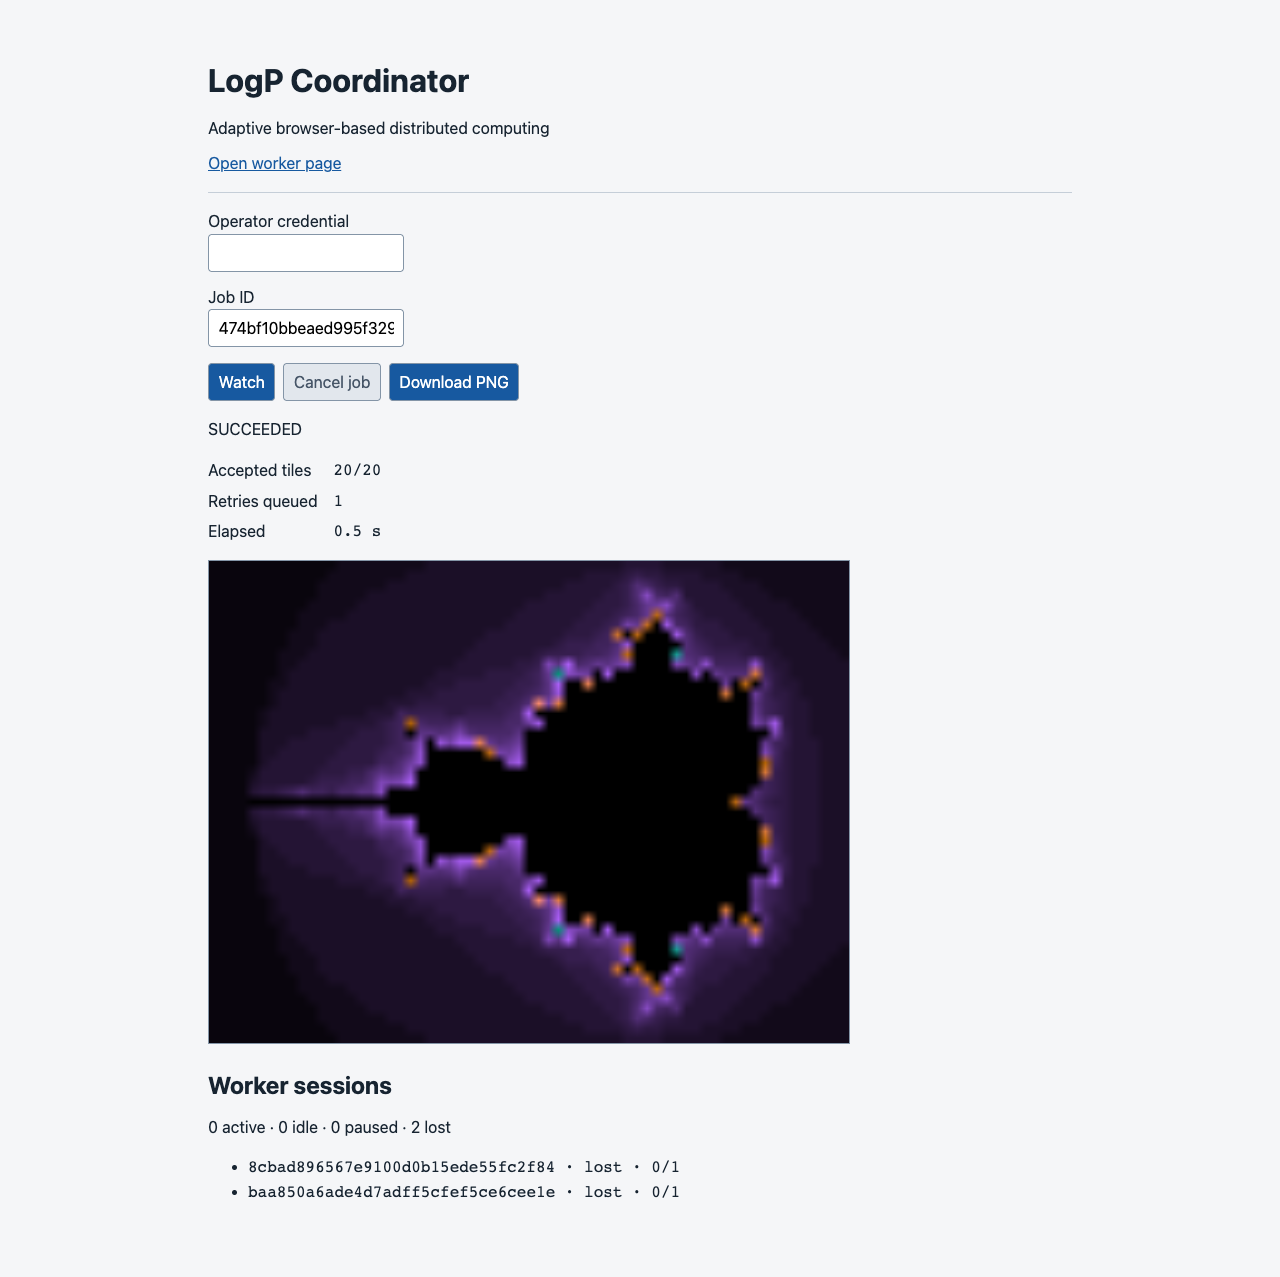 LogP Coordinator
Adaptive browser-based distributed computing
Open worker page
Operator credential
Job ID
474bf10bbeaed995f329
Watch Cancel job Download PNG
SUCCEEDED
Accepted tiles 20/20
Retries queued 1
Elapsed 0.5 s
Worker sessions
0 active · 0 idle · 0 paused · 2 lost
• 8cbad896567e9100d0b15ede55fc2f84 · lost · 0/1
• baa850a6ade4d7adff5cfef5ce6cee1e · lost · 0/1